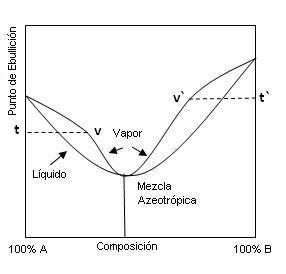 Punto de Ebullición
v`
t`
t
v
Vapor
Líquido
Mezcla
Azeotrópica
100% A
Composición
100% B